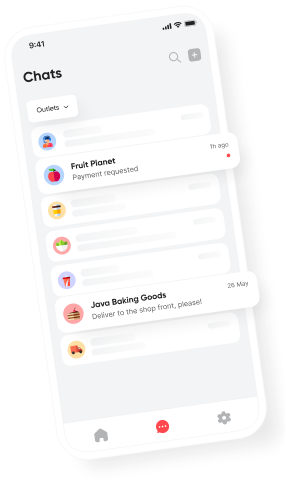 9:41
Chats
Outlets
Fruit Planet
1h ago
Payment requested
Java Baking Goods
26 May
Deliver to the shop front, please!